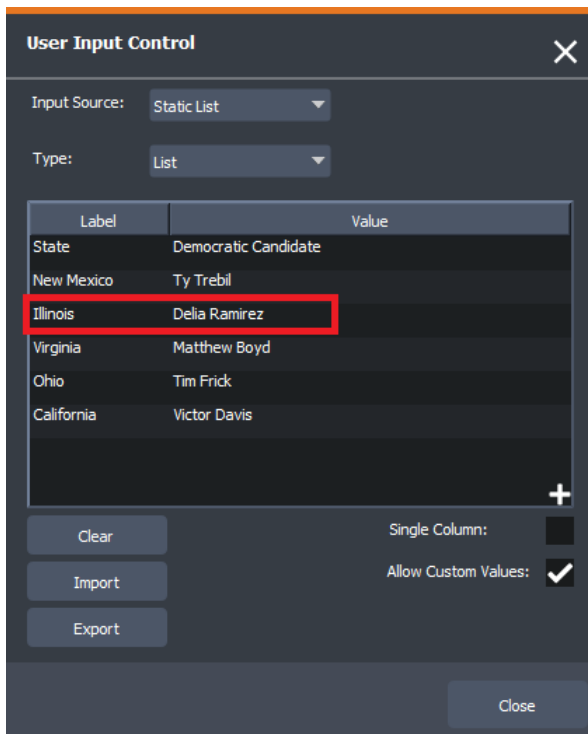 User Input Control
Input Source: Static List
Type: List
Label Value
State Democratic Candidate
New Mexico Ty Trebil
Illinois Delia Ramirez
Virginia Matthew Boyd
Ohio Tim Frick
California Victor Davis
Clear Single Column:
Import Allow Custom Values:
Export
Close